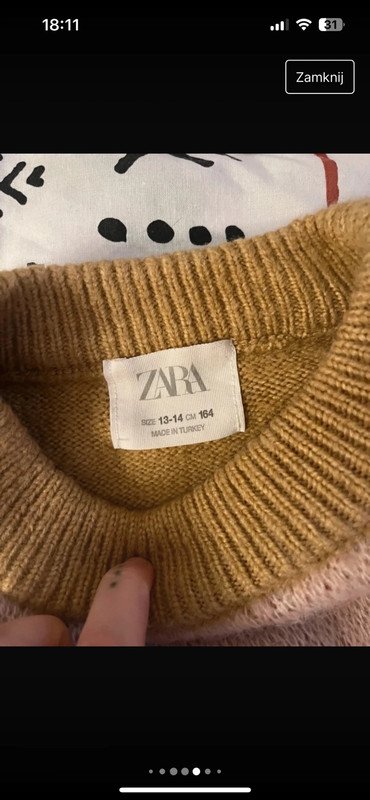 18:11
31
Zamknij
ZARA
SIZE 13-14 CM 164
MADE IN TURKEY